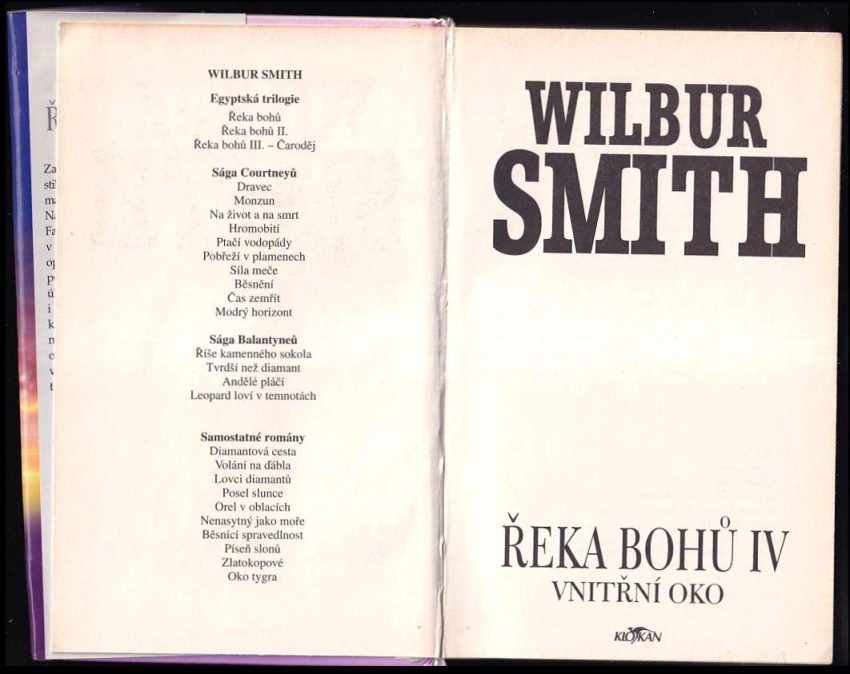 WILBUR SMITH
Egyptská trilogie
Řeka bohů
Řeka bohů II.
Řeka bohů III. – Čaroděj
Sága Courtneyů
Dravec
Monzun
Na život a na smrt
Hromobití
Ptačí vodopády
Pobřeží v plamenech
Síla meče
Běsnění
Čas zemřít
Modrý horizont
Sága Balantyneů
Říše kamenného sokola
Tvrdší než diamant
Andělé pláčí
Leopard loví v temnotách
Samostatné romány
Diamantová cesta
Volání na ďábla
Lovci diamantů
Posel slunce
Orel v oblacích
Nenasytný jako moře
Běsnící spravedlnost
Píseň slonů
Zlatokopové
Oko tygra
WILBUR
SMITH
ŘEKA BOHŮ IV
VNITŘNÍ OKO
KLOKAN